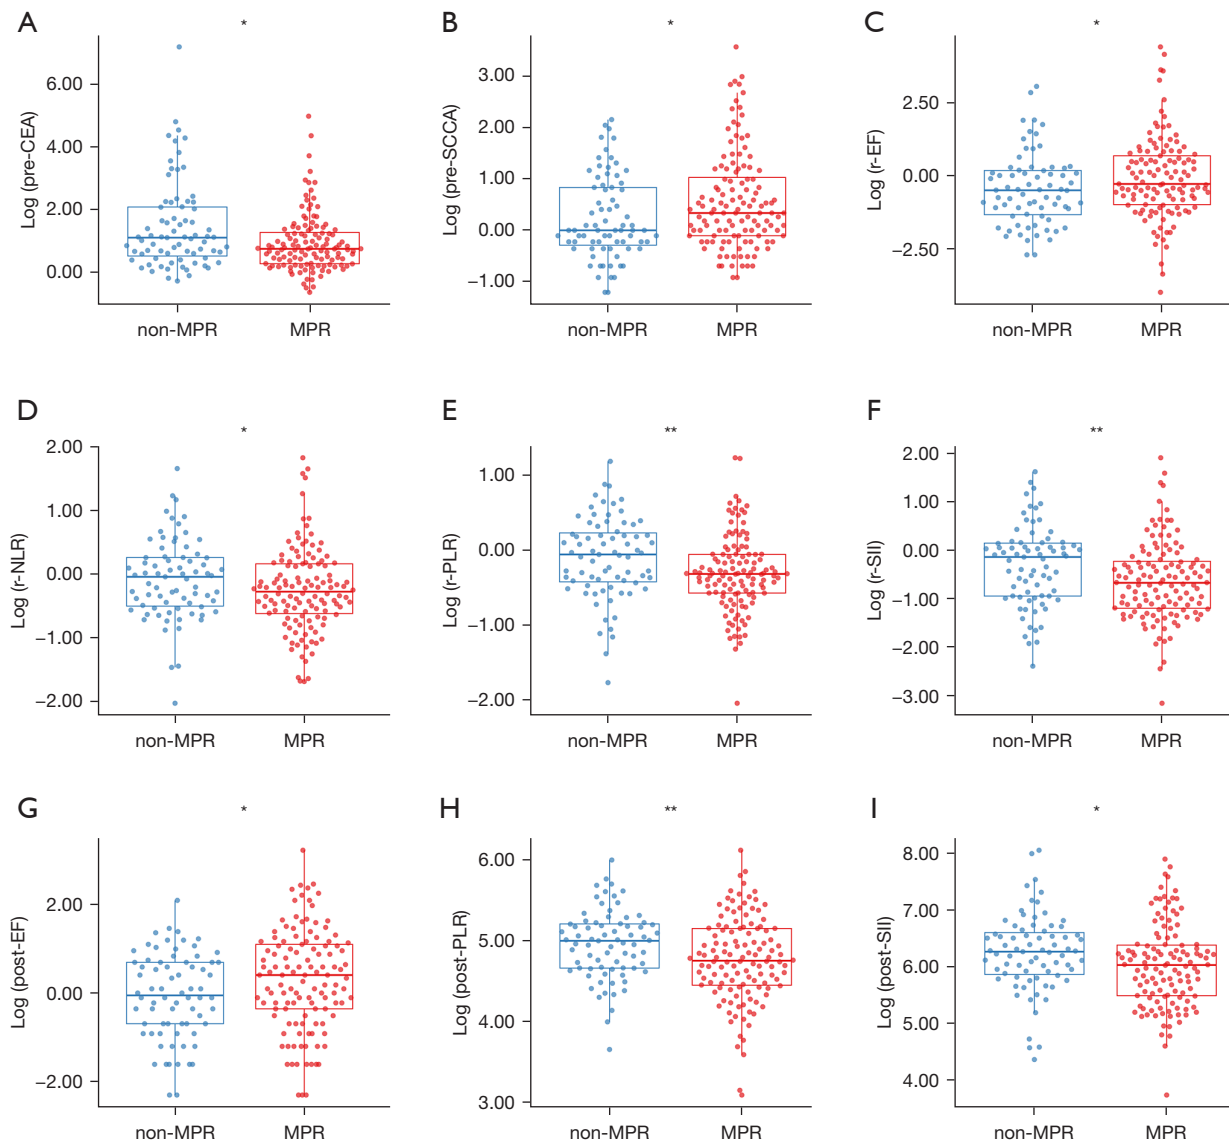 A
*
Log (pre-CEA)
6.00
4.00
2.00
0.00
non-MPR
MPR
B
*
Log (pre-SCCA)
3.00
2.00
1.00
0.00
−1.00
non-MPR
MPR
C
*
Log (r-EF)
2.50
0.00
−2.50
non-MPR
MPR
D
*
Log (r-NLR)
2.00
1.00
0.00
−1.00
−2.00
non-MPR
MPR
E
**
Log (r-PLR)
1.00
0.00
−1.00
−2.00
non-MPR
MPR
F
**
Log (r-SII)
2.00
1.00
0.00
−1.00
−2.00
−3.00
non-MPR
MPR
G
*
Log (post-EF)
2.00
0.00
−2.00
non-MPR
MPR
H
**
Log (post-PLR)
6.00
5.00
4.00
3.00
non-MPR
MPR
I
*
Log (post-SII)
8.00
7.00
6.00
5.00
4.00
non-MPR
MPR